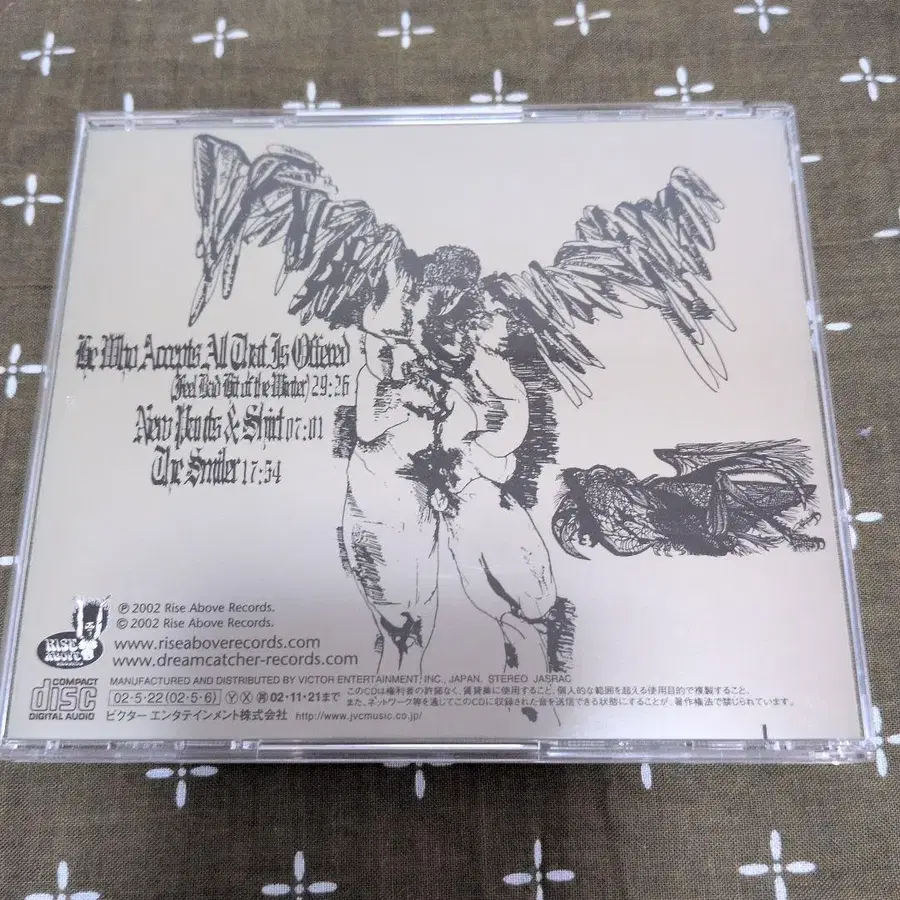 He Who Accepts All That Is Offered
(Feel Bad Hit of the Winter) 29:26
New Pants & Shirt 07:01
The Smiler 17:54
RISE ABOVE
℗ 2002 Rise Above Records.
© 2002 Rise Above Records.
www.riseaboverecords.com
www.dreamcatcher-records.com
COMPACT disc DIGITAL AUDIO
MANUFACTURED AND DISTRIBUTED BY VICTOR ENTERTAINMENT, INC., JAPAN. STEREO JASRAC
02・5・22 (02・5・6) Ⓨ Ⓧ 再 02・11・21まで
このCDは権利者の許諾なく、賃貸業に使用すること、個人的な範囲を超える使用目的で複製すること、
また、ネットワーク等を通じてこのCDに収録された音を送信できる状態にすることが、著作権法で禁じられています。
ビクター エンタテインメント株式会社 http://www.jvcmusic.co.jp/